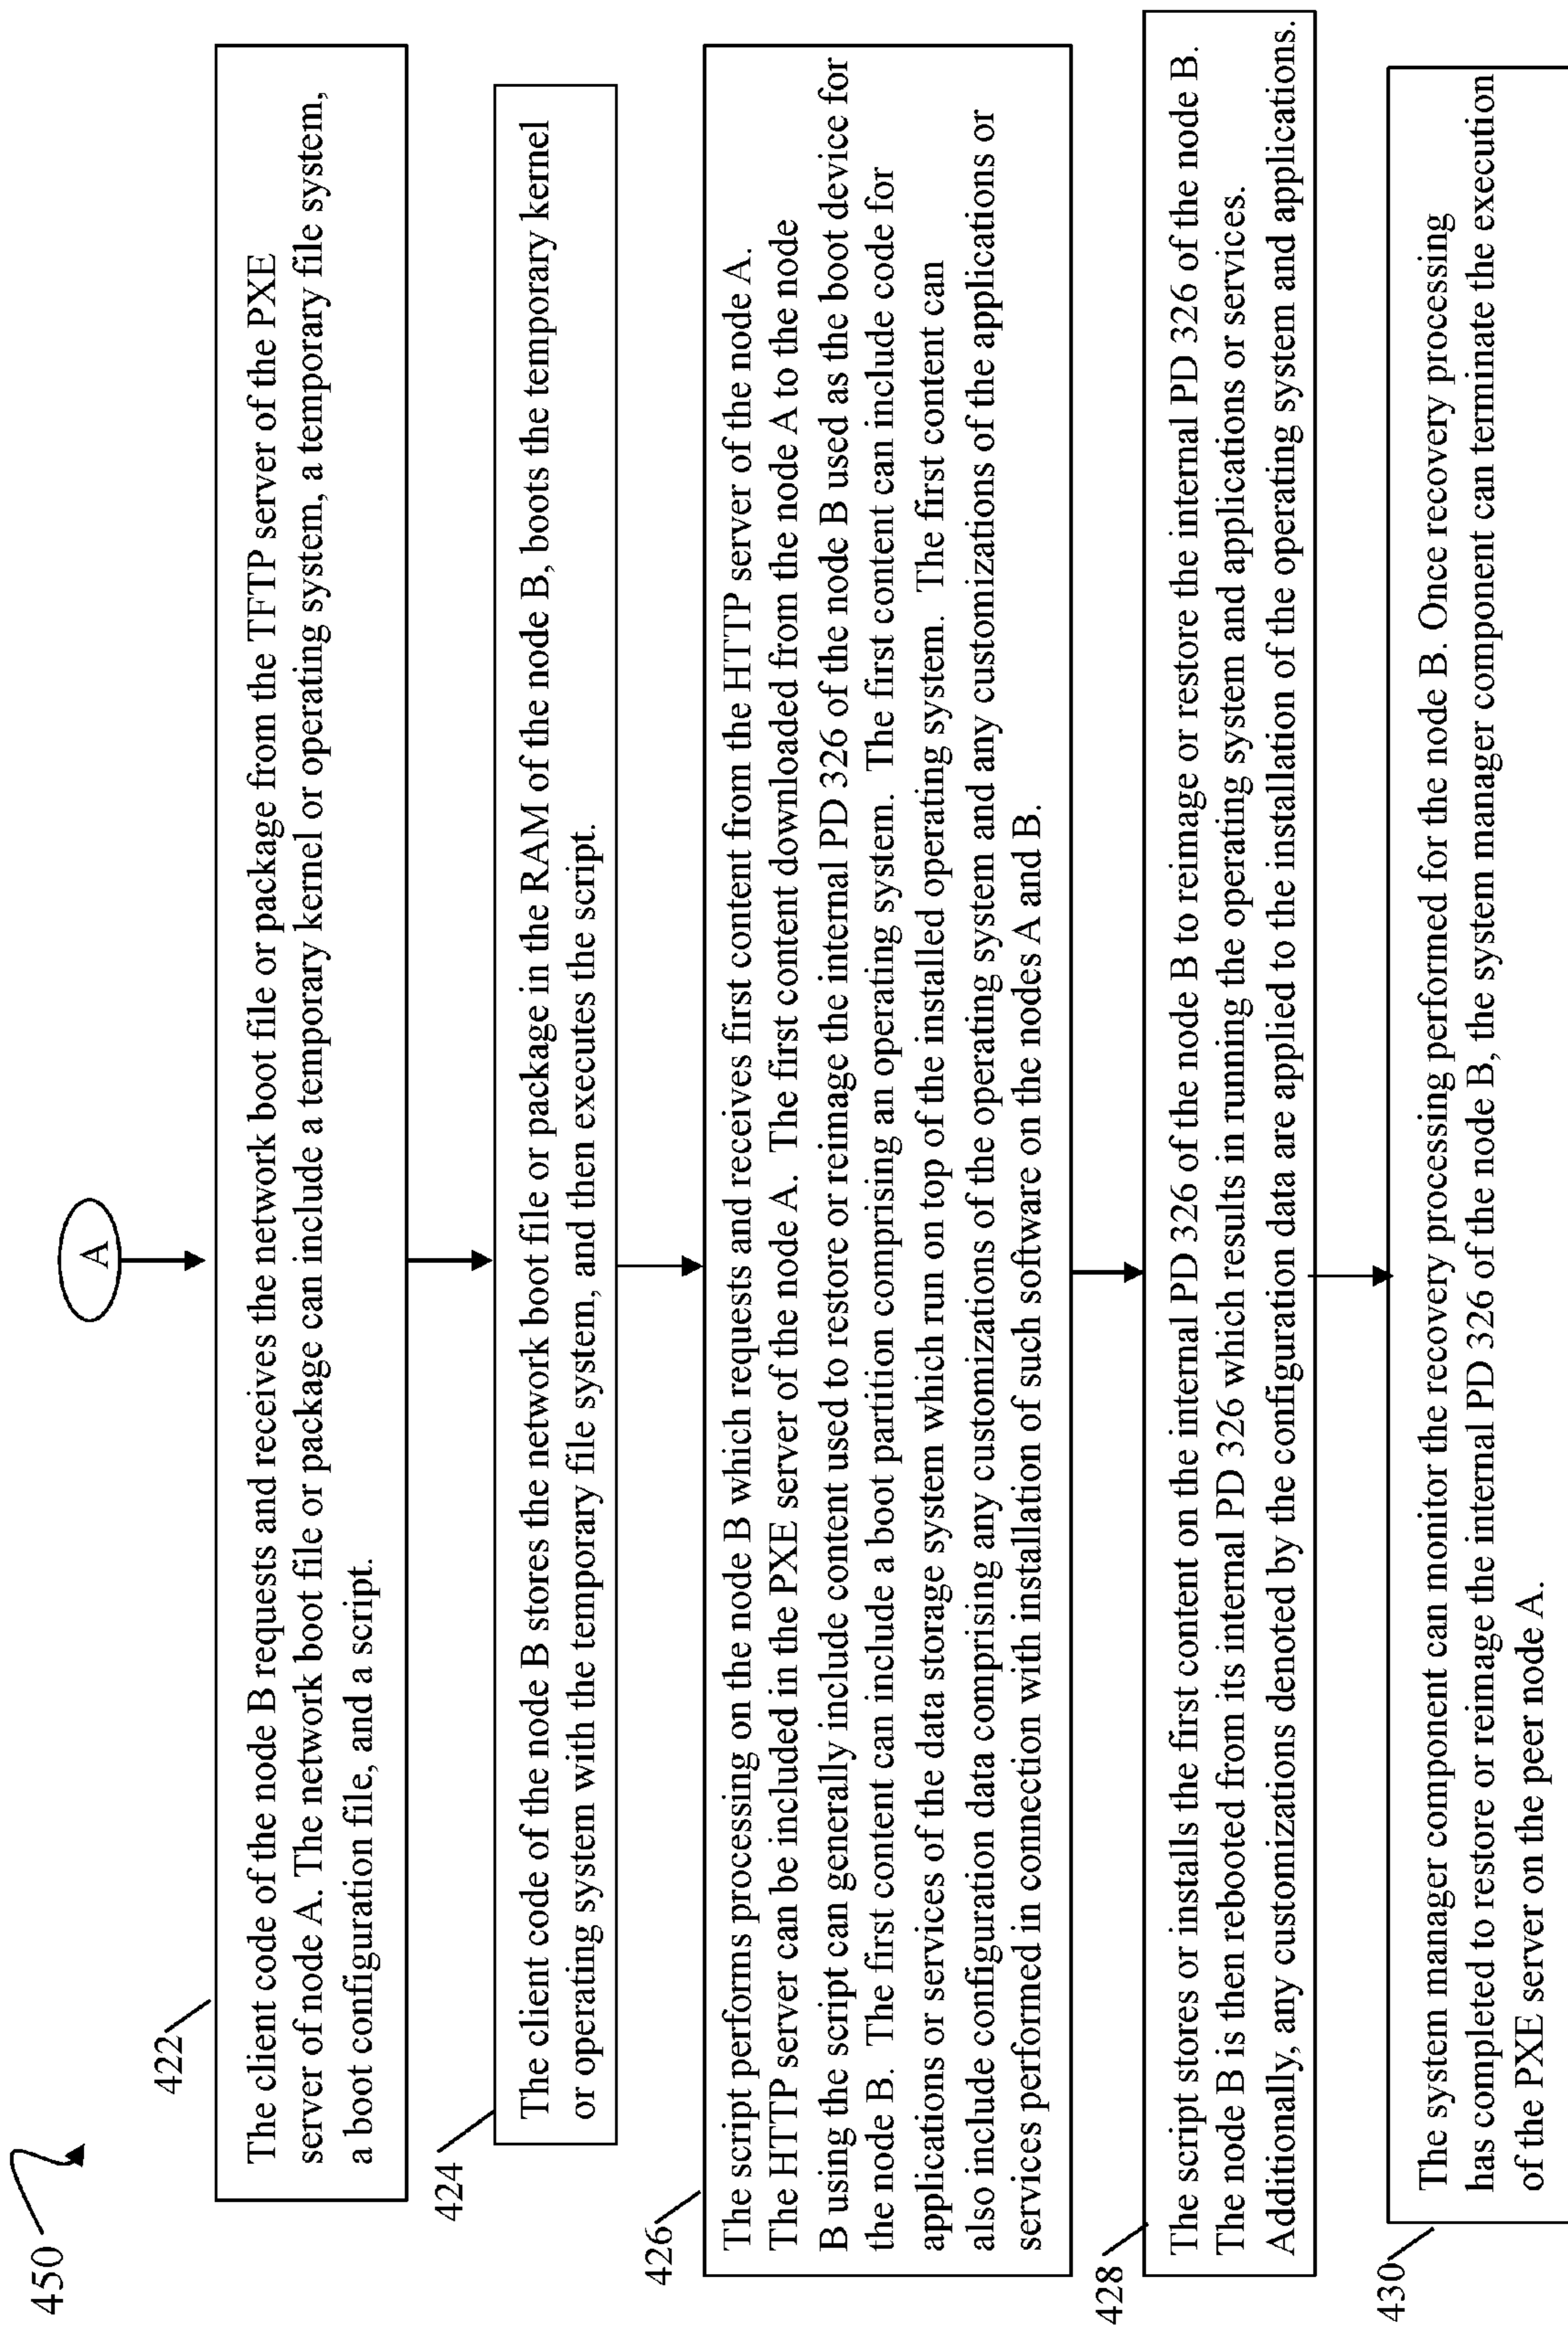 450
A
422
The client code of the node B requests and receives the network boot file or package from the TFTP server of the PXE
server of node A. The network boot file or package can include a temporary kernel or operating system, a temporary file system,
a boot configuration file, and a script.
424
The client code of the node B stores the network boot file or package in the RAM of the node B, boots the temporary kernel
or operating system with the temporary file system, and then executes the script.
426
The script performs processing on the node B which requests and receives first content from the HTTP server of the node A.
The HTTP server can be included in the PXE server of the node A. The first content downloaded from the node A to the node
B using the script can generally include content used to restore or reimage the internal PD 326 of the node B used as the boot device for
the node B. The first content can include a boot partition comprising an operating system. The first content can include code for
applications or services of the data storage system which run on top of the installed operating system. The first content can
also include configuration data comprising any customizations of the operating system and any customizations of the applications or
services performed in connection with installation of such software on the nodes A and B.
428
The script stores or installs the first content on the internal PD 326 of the node B to reimage or restore the internal PD 326 of the node B.
The node B is then rebooted from its internal PD 326 which results in running the operating system and applications or services.
Additionally, any customizations denoted by the configuration data are applied to the installation of the operating system and applications.
430
The system manager component can monitor the recovery processing performed for the node B. Once recovery processing
has completed to restore or reimage the internal PD 326 of the node B, the system manager component can terminate the execution
of the PXE server on the peer node A.